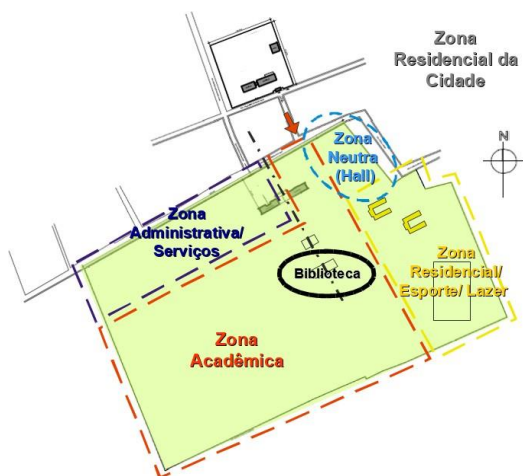 Zona
Residencial da
Cidade
Zona
Neutra
(Hall)
N
Zona
Administrativa/
Serviços
Biblioteca
Zona
Residencial/
Esporte/ Lazer
Zona
Acadêmica